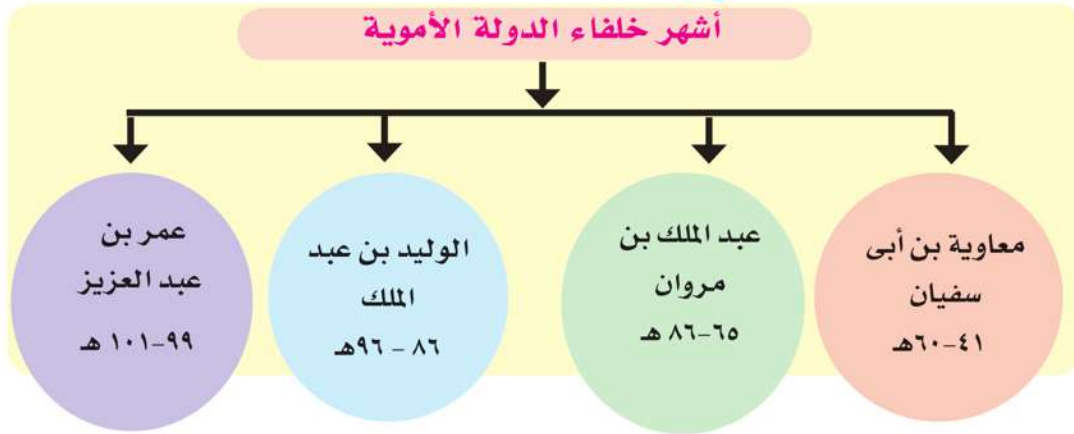 أشهر خلفاء الدولة الأموية
معاوية بن أبى
سفيان
٤١-٦٠هـ
عبد الملك بن
مروان
٦٥-٨٦ هـ
الوليد بن عبد
الملك
٨٦ - ٩٦هـ
عمر بن
عبد العزيز
٩٩-١٠١ هـ